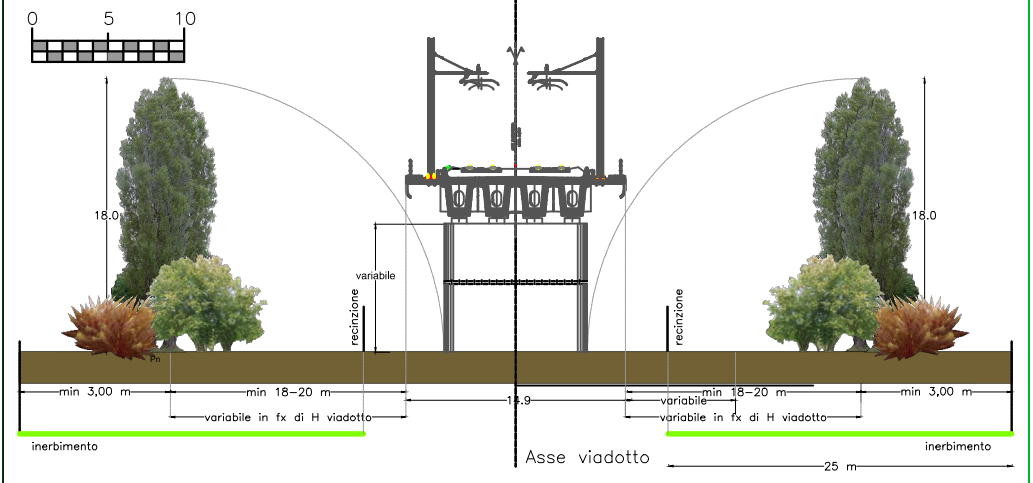 0 5 10
18.0
18.0
variabile
recinzione
recinzione
Pn
min 3,00 m
min 18-20 m
14.9
min 18-20 m
variabile
min 3,00 m
variabile in fx di H viadotto
variabile in fx di H viadotto
inerbimento
inerbimento
Asse viadotto
25 m